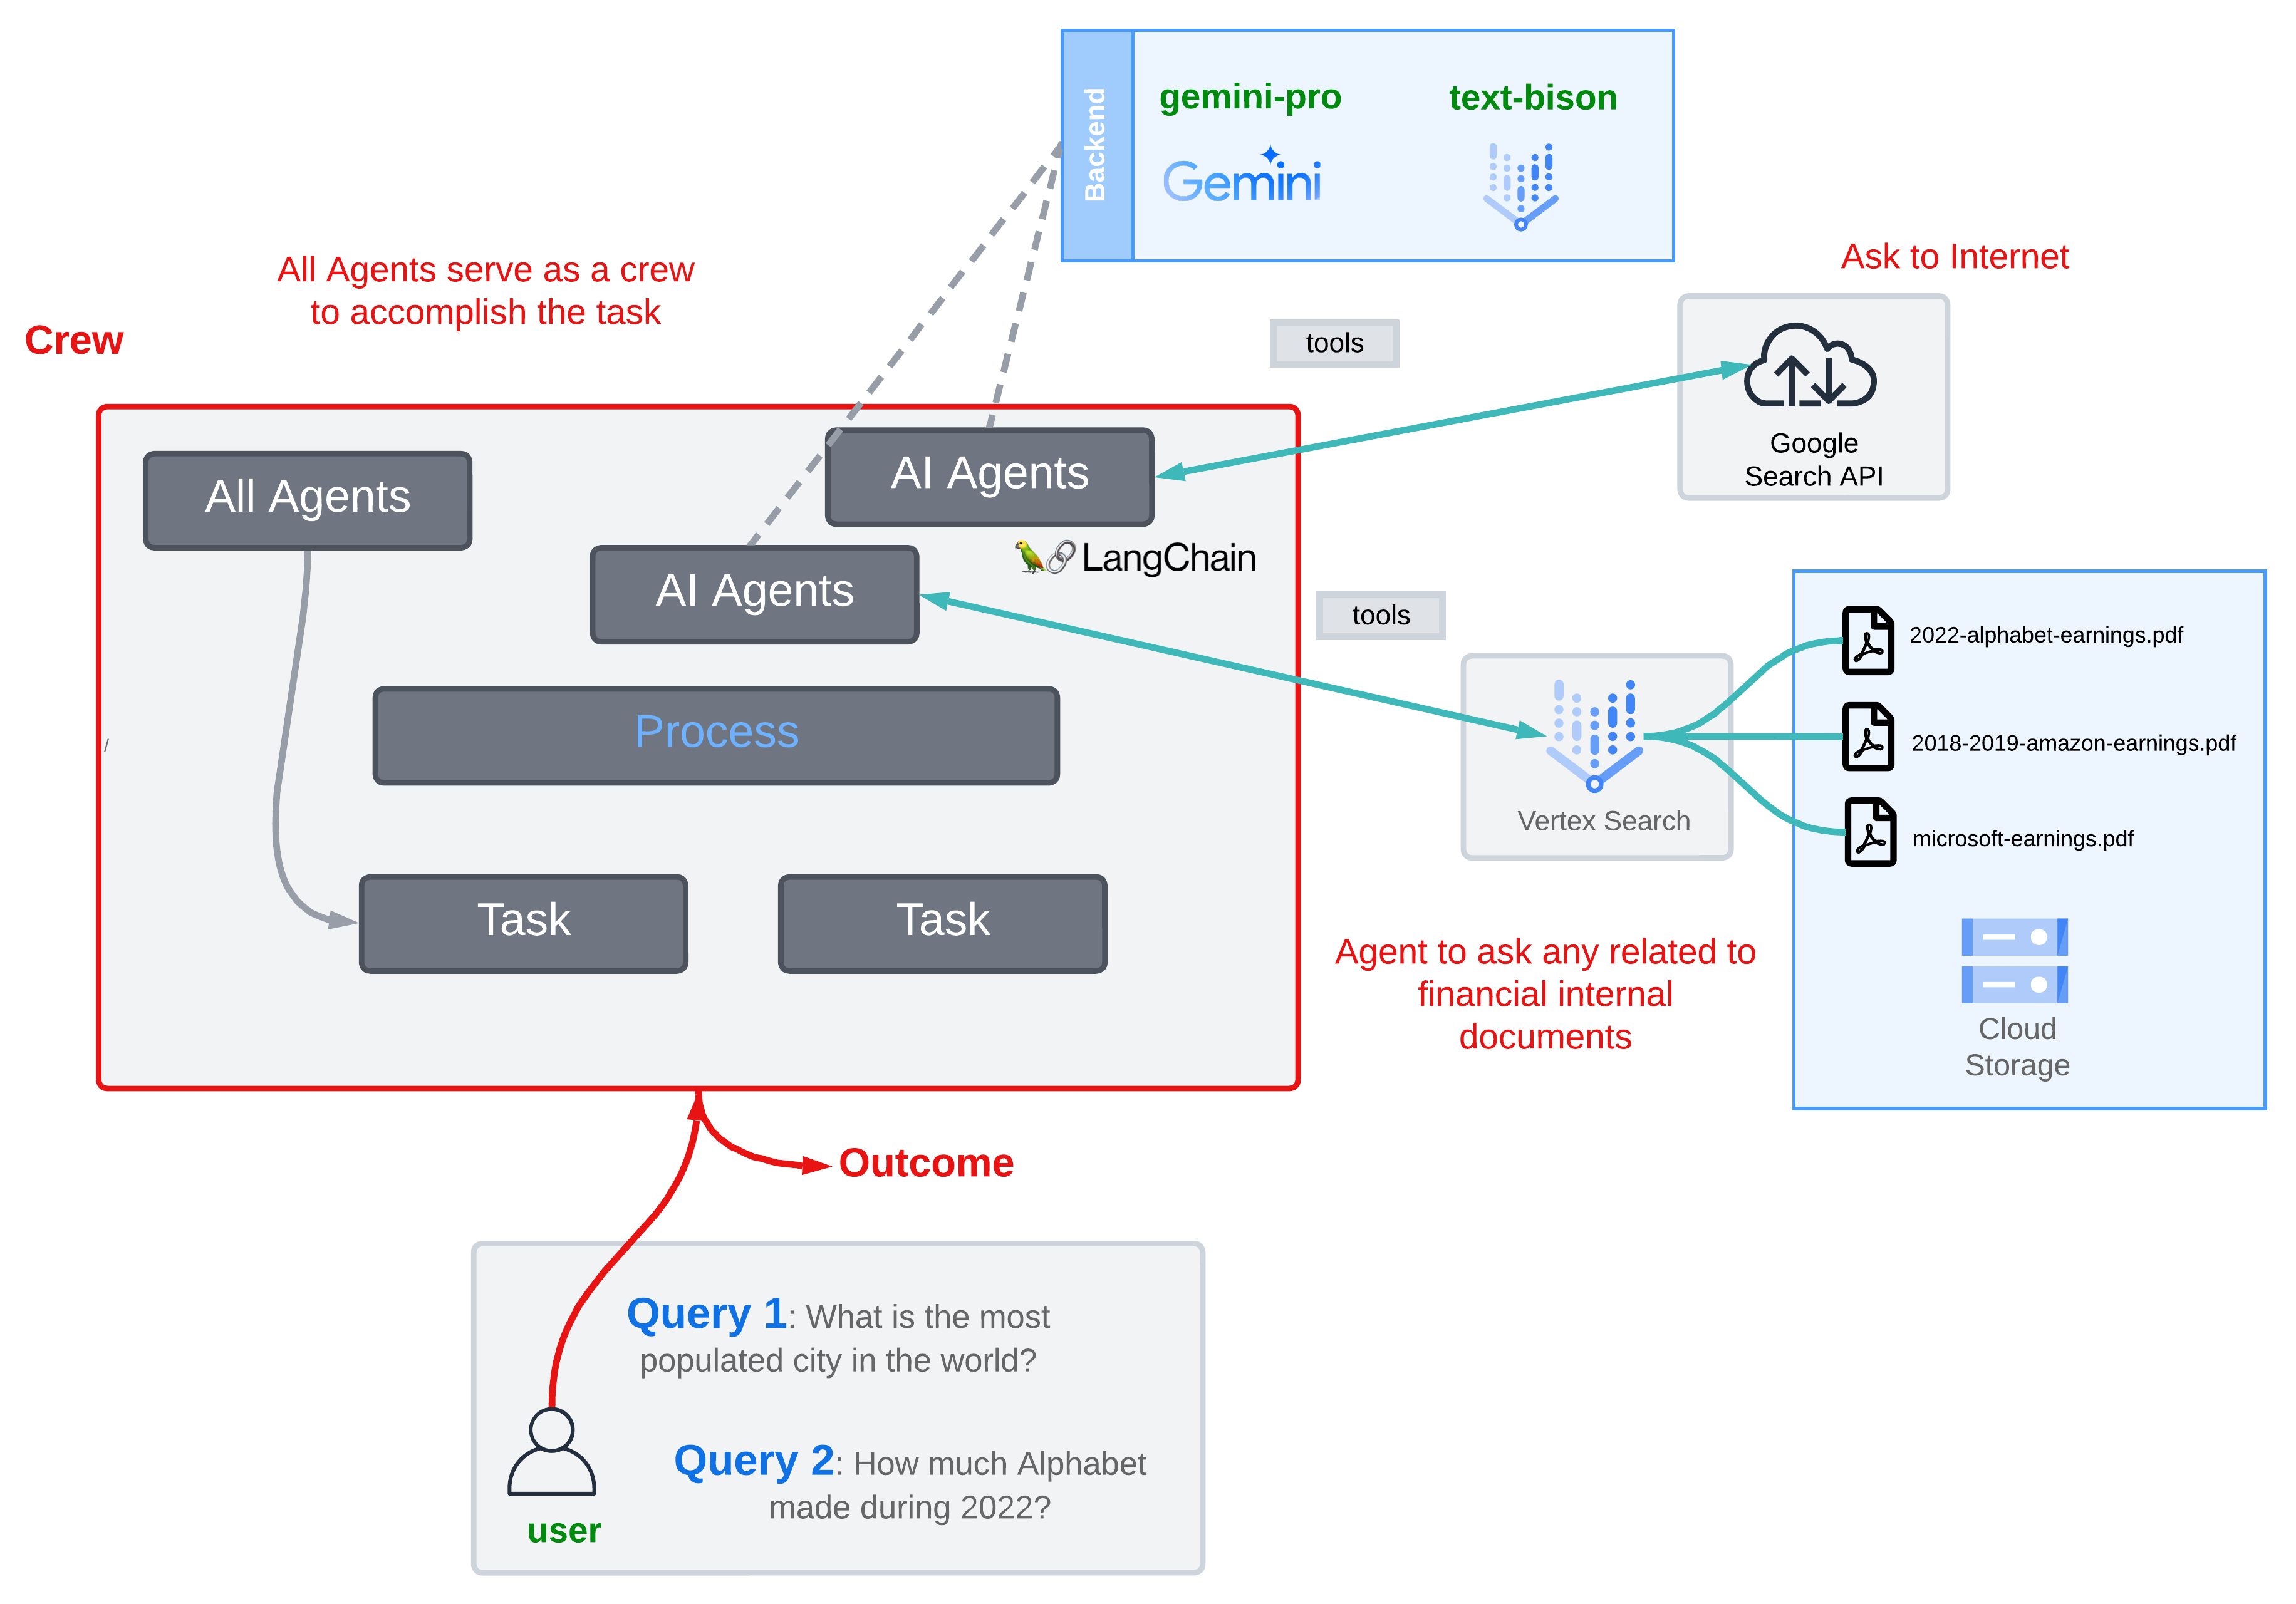 Backend
gemini-pro
text-bison
Gemini
Ask to Internet
All Agents serve as a crew
to accomplish the task
Crew
tools
Google
Search API
All Agents
AI Agents
LangChain
AI Agents
tools
Process
/
Vertex Search
2022-alphabet-earnings.pdf
2018-2019-amazon-earnings.pdf
microsoft-earnings.pdf
Task
Task
Agent to ask any related to
financial internal
documents
Cloud
Storage
Outcome
Query 1: What is the most
populated city in the world?
Query 2: How much Alphabet
made during 2022?
user